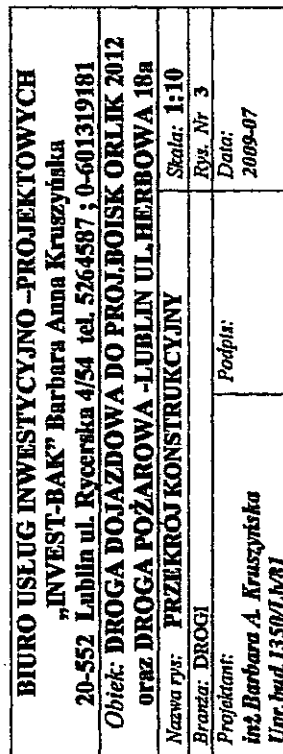 BIURO USŁUG INWESTYCYJNO –PROJEKTOWYCH
„INVEST-BAK” Barbara Anna Kruszyńska
20-552 Lublin ul. Rycerska 4/54 tel. 5264587 ; 0-601319181
Obiek: DROGA DOJAZDOWA DO PROJ.BOISK ORLIK 2012
oraz DROGA POŻAROWA -LUBLIN UL.HERBOWA 18a
Nazwa rys: PRZEKRÓJ KONSTRUKCYJNY
Skala: 1:10
Branża: DROGI
Rys. Nr 3
Projektant:
Podpis:
Data:
inż.Barbara A. Kruszyńska
2009-07
Upr.bud.1350/Lb/81